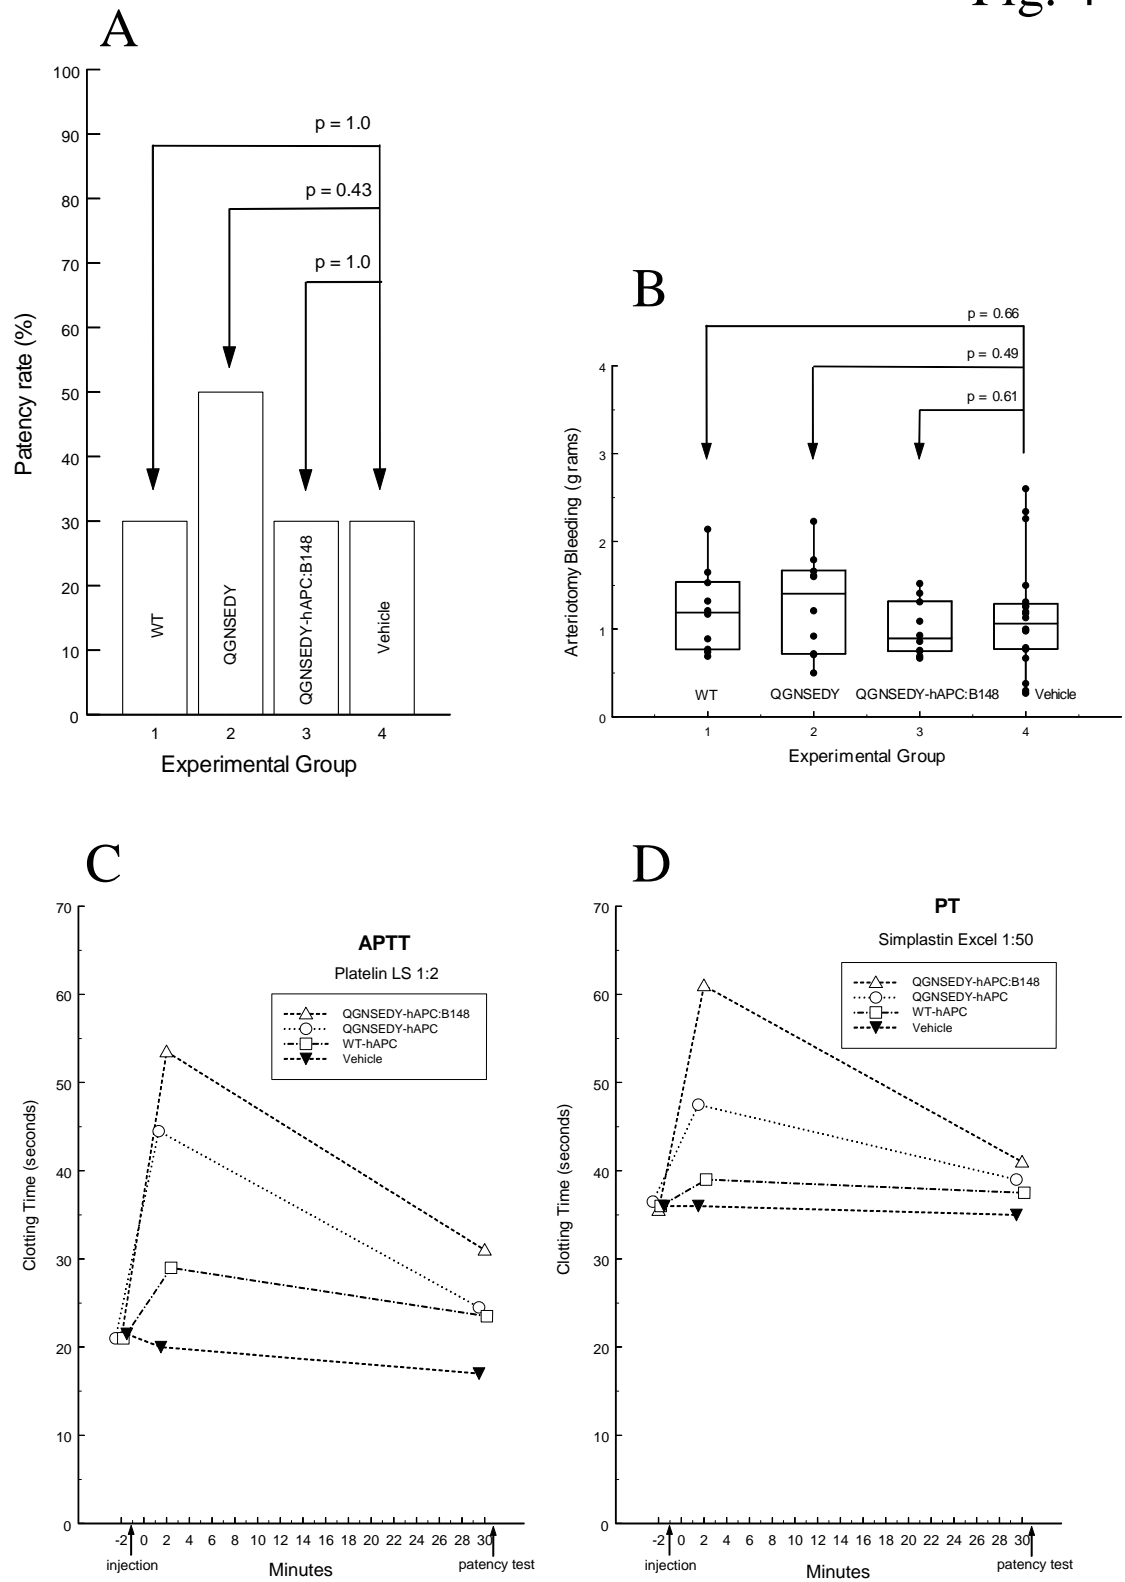 Fig. 4
A
100
90
80
70
60
50
40
30
20
10
0
Patency rate (%)
p = 1.0
p = 0.43
p = 1.0
WT
QGNSEDY
QGNSEDY-hAPC:B148
Vehicle
1 2 3 4
Experimental Group
B
4
3
2
1
0
Arteriotomy Bleeding (grams)
p = 0.66
p = 0.49
p = 0.61
WT QGNSEDY QGNSEDY-hAPC:B148 Vehicle
1 2 3 4
Experimental Group
C
70
60
50
40
30
20
10
0
Clotting Time (seconds)
APTT
Platelin LS 1:2
QGNSEDY-hAPC:B148
QGNSEDY-hAPC
WT-hAPC
Vehicle
-2 0 2 4 6 8 10 12 14 16 18 20 22 24 26 28 30
injection Minutes patency test
D
70
60
50
40
30
20
10
0
Clotting Time (seconds)
PT
Simplastin Excel 1:50
QGNSEDY-hAPC:B148
QGNSEDY-hAPC
WT-hAPC
Vehicle
-2 0 2 4 6 8 10 12 14 16 18 20 22 24 26 28 30
injection Minutes patency test